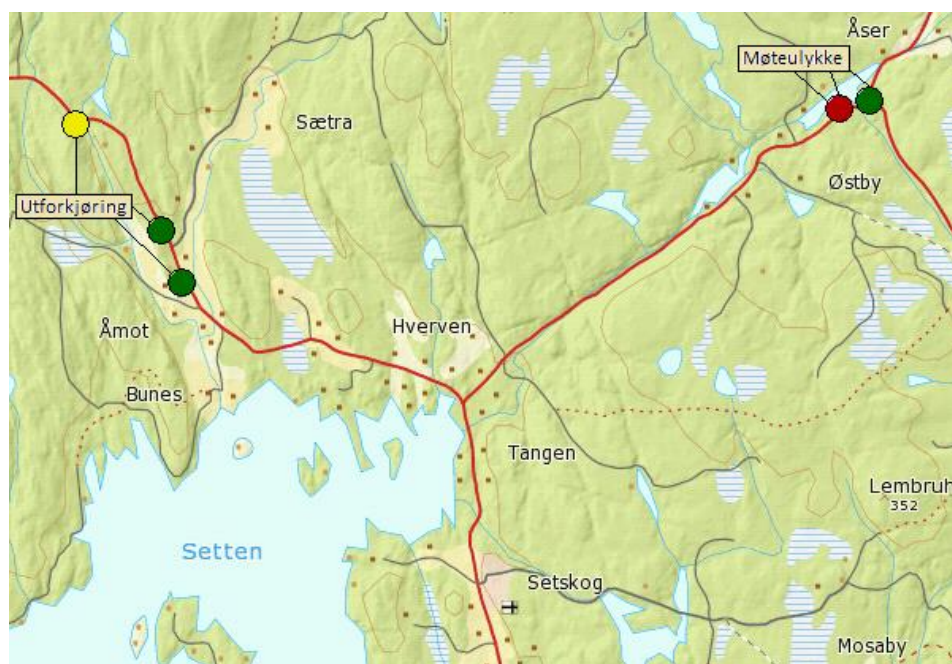 Åser
Møteulykke
Sætra
Østby
Utforkjøring
Åmot
Hverven
Bunes
Tangen
Lembruh
352
Setten
Setskog
Mosaby